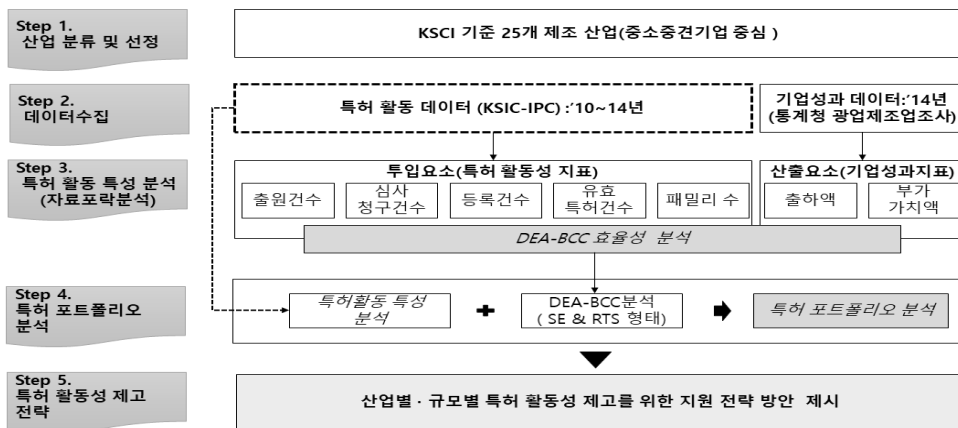 Step 1.
산업 분류 및 선정
KSCI 기준 25개 제조 산업(중소중견기업 중심 )
Step 2.
데이터수집
특허 활동 데이터 (KSIC-IPC) :’10~14년
기업성과 데이터:’14년
(통계청 광업제조업조사)
Step 3.
특허 활동 특성 분석
(자료포락분석)
투입요소(특허 활동성 지표)
출원건수
심사
청구건수
등록건수
유효
특허건수
패밀리 수
산출요소(기업성과지표)
출하액
부가
가치액
DEA-BCC 효율성 분석
Step 4.
특허 포트폴리오
분석
특허활동 특성
분석
DEA-BCC분석
( SE & RTS 형태)
특허 포트폴리오 분석
Step 5.
특허 활동성 제고
전략
산업별 · 규모별 특허 활동성 제고를 위한 지원 전략 방안 제시